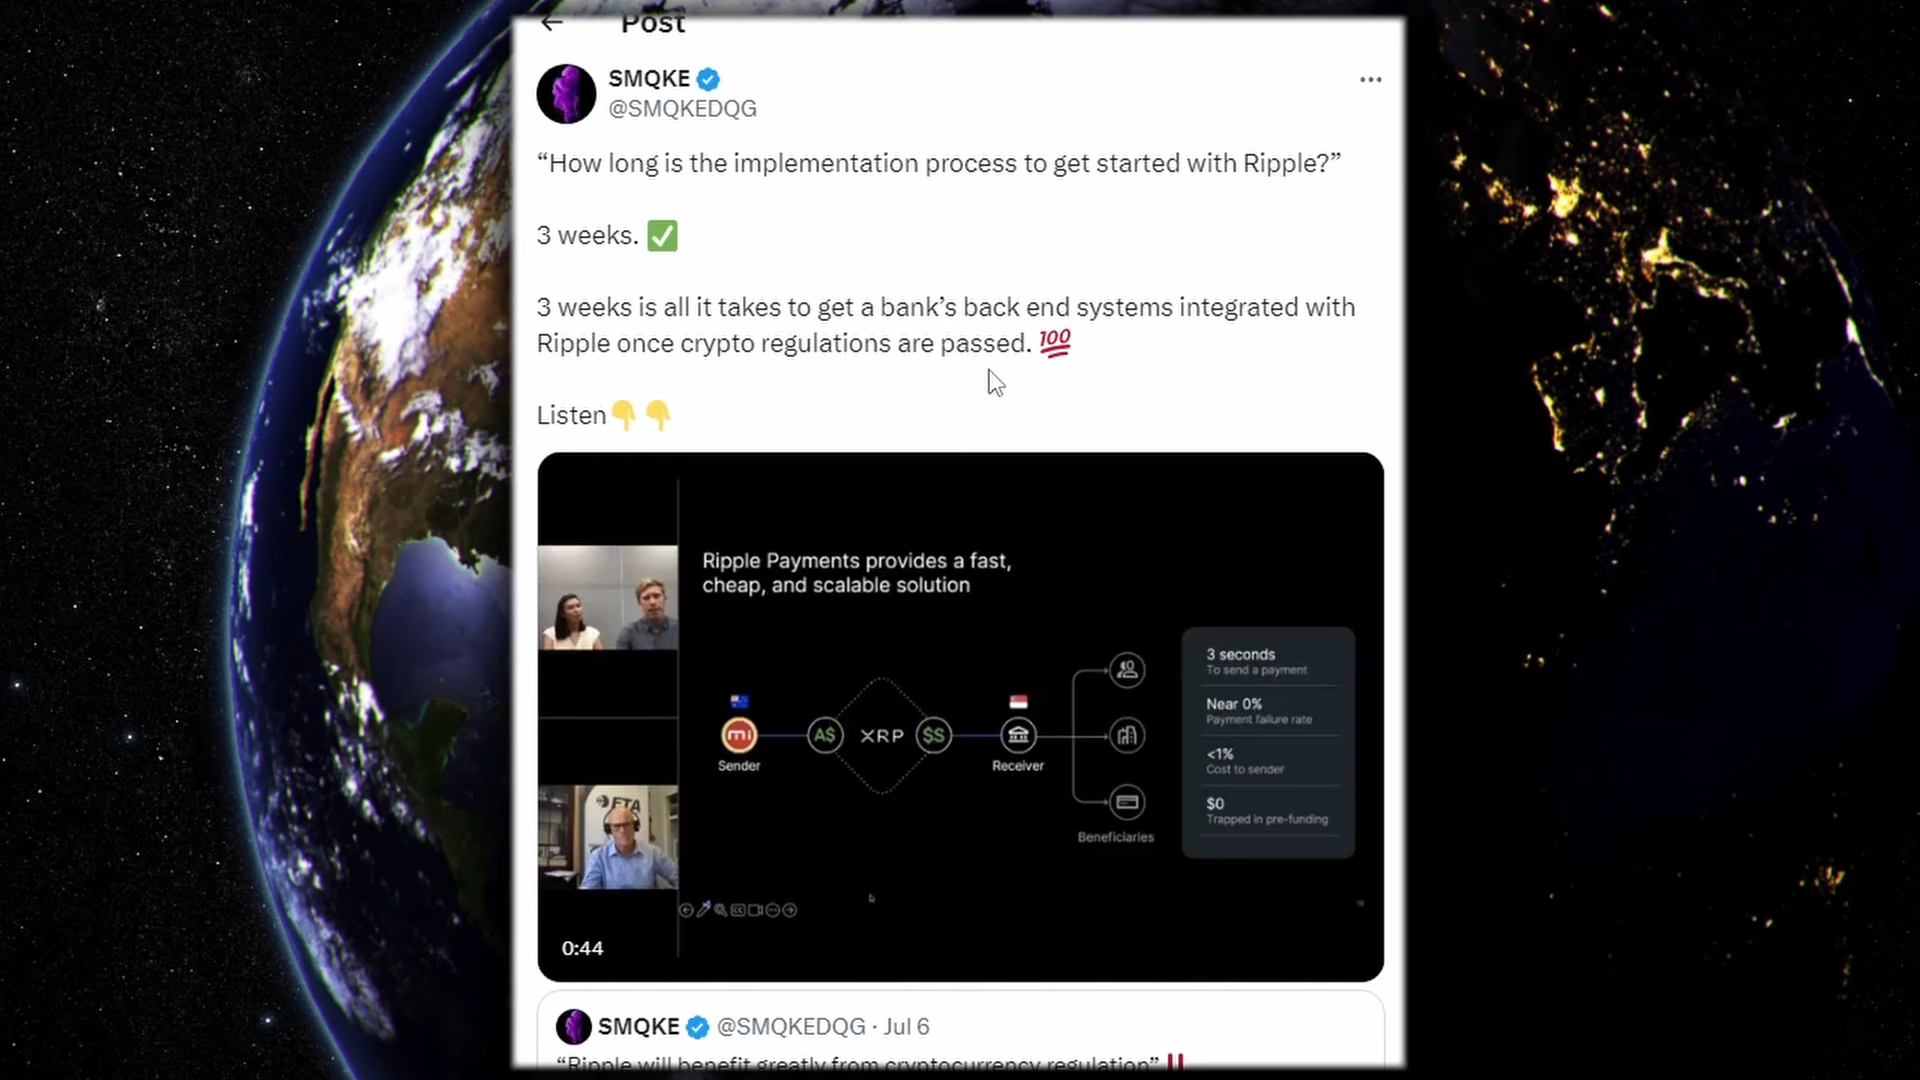 Post
SMQKE
@SMQKEDQG
“How long is the implementation process to get started with Ripple?”
3 weeks. ✅
3 weeks is all it takes to get a bank’s back end systems integrated with
Ripple once crypto regulations are passed. 💯
Listen👇👇
Ripple Payments provides a fast,
cheap, and scalable solution
3 seconds
To send a payment
Near 0%
Payment failure rate
<1%
Cost to sender
$0
Trapped in pre-funding
A$ XRP $S
Sender
Receiver
Beneficiaries
FTA
0:44
SMQKE @SMQKEDQG · Jul 6
“Ripple will benefit greatly from cryptocurrency regulation”‼️